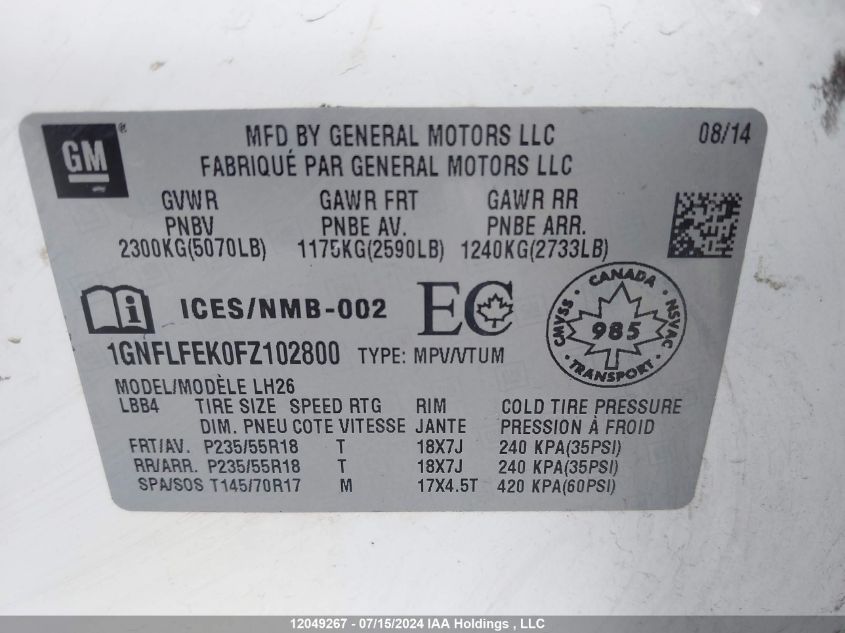 GM ®
MFD BY GENERAL MOTORS LLC
08/14
FABRIQUÉ PAR GENERAL MOTORS LLC
GVWR GAWR FRT GAWR RR
PNBV PNBE AV. PNBE ARR.
2300KG(5070LB) 1175KG(2590LB) 1240KG(2733LB)
i ICES/NMB-002 EC
CANADA
CMVSS 985 NSVAC
TRANSPORT
1GNFLFEK0FZ102800 TYPE: MPV/VTUM
MODEL/MODÈLE LH26
LBB4 TIRE SIZE SPEED RTG RIM COLD TIRE PRESSURE
DIM. PNEU COTE VITESSE JANTE PRESSION À FROID
FRT/AV. P235/55R18 T 18X7J 240 KPA(35PSI)
RR/ARR. P235/55R18 T 18X7J 240 KPA(35PSI)
SPA/SOS T145/70R17 M 17X4.5T 420 KPA(60PSI)
12049267 - 07/15/2024 IAA Holdings , LLC